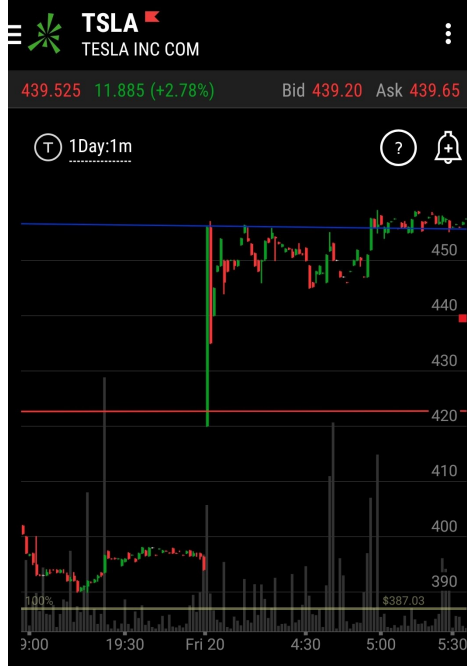 TSLA
TESLA INC COM
439.525 11.885 (+2.78%) Bid 439.20 Ask 439.65
T 1Day:1m ?
450
440
430
420
410
400
390
100% $387.03
9:00 19:30 Fri 20 4:30 5:00 5:30